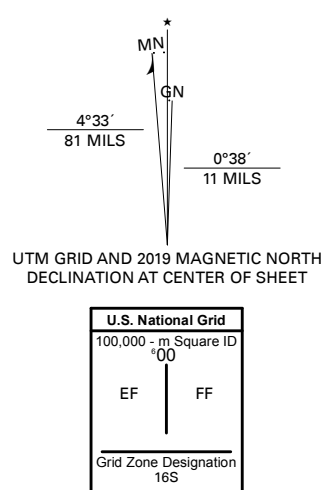 ★
MN
GN
4°33´
81 MILS
0°38´
11 MILS
UTM GRID AND 2019 MAGNETIC NORTH
DECLINATION AT CENTER OF SHEET
U.S. National Grid
100,000 - m Square ID
⁶00
EF FF
Grid Zone Designation
16S